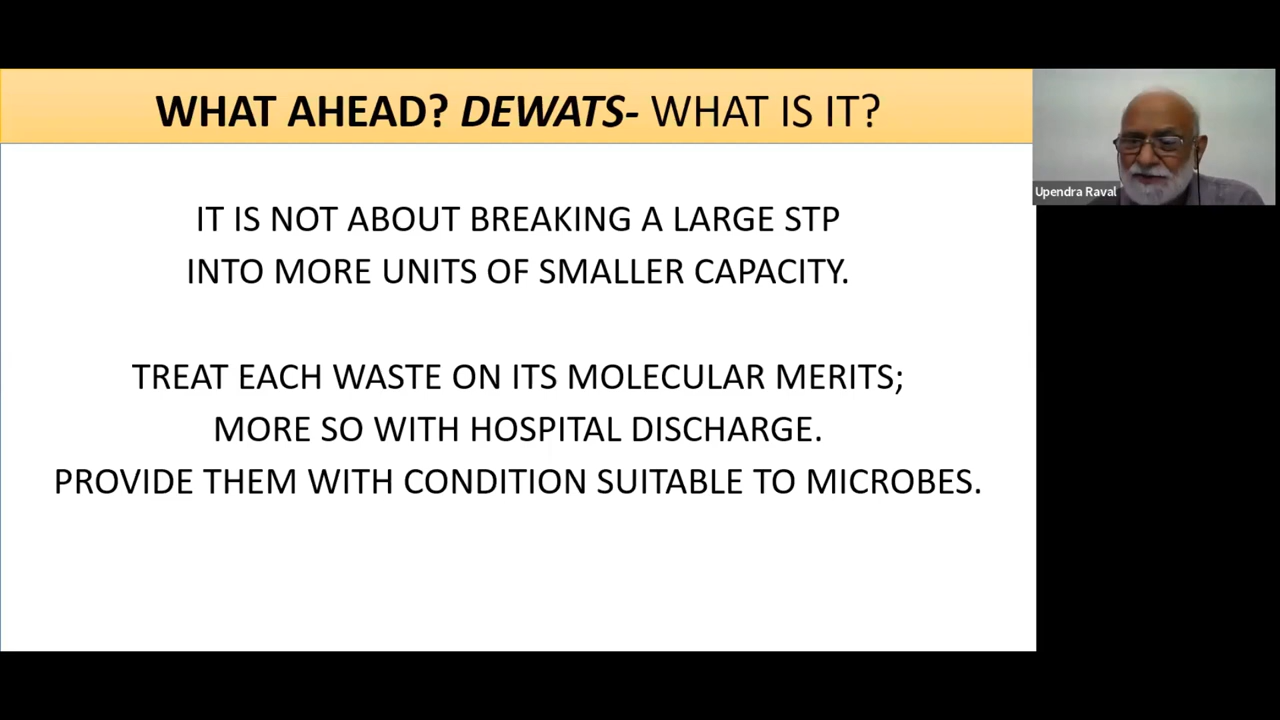 WHAT AHEAD? DEWATS- WHAT IS IT?
Upendra Raval
IT IS NOT ABOUT BREAKING A LARGE STP
INTO MORE UNITS OF SMALLER CAPACITY.
TREAT EACH WASTE ON ITS MOLECULAR MERITS;
MORE SO WITH HOSPITAL DISCHARGE.
PROVIDE THEM WITH CONDITION SUITABLE TO MICROBES.